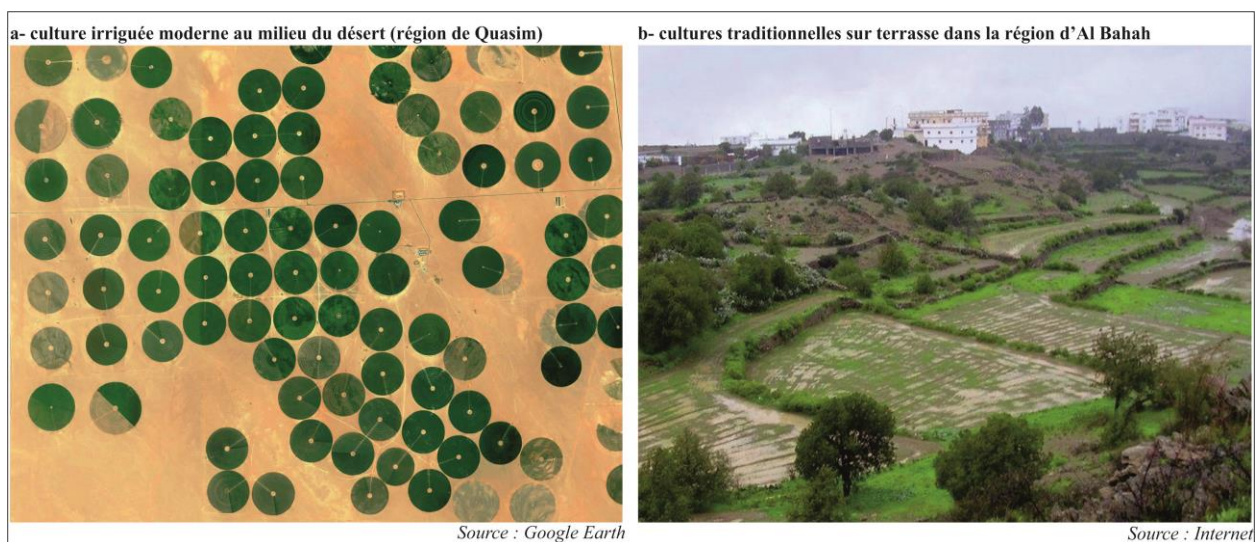 a- culture irriguée moderne au milieu du désert (région de Quasim)
b- cultures traditionnelles sur terrasse dans la région d'Al Bahah
Source : Google Earth
Source : Internet